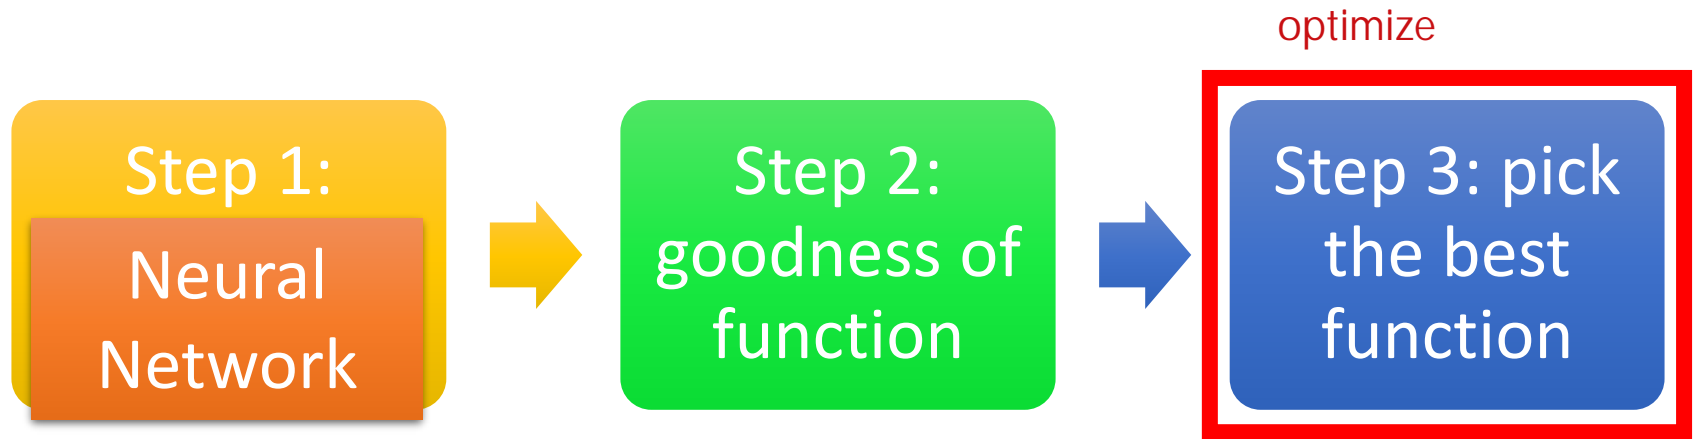 optimize
Step 1:
Neural
Network
Step 2:
goodness of
function
Step 3: pick
the best
function